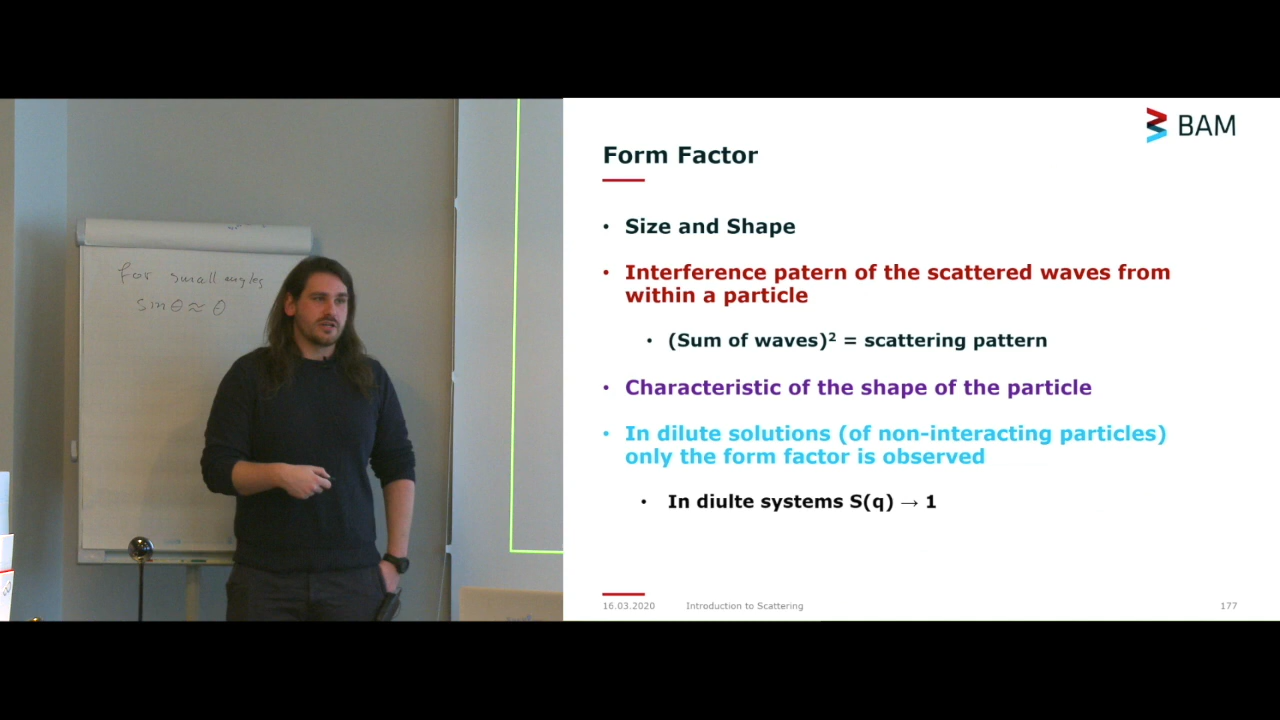 for small angles
sin θ ≈ θ
BAM
Form Factor
• Size and Shape
• Interference patern of the scattered waves from
within a particle
• (Sum of waves)² = scattering pattern
• Characteristic of the shape of the particle
• In dilute solutions (of non-interacting particles)
only the form factor is observed
• In diulte systems S(q) → 1
16.03.2020 Introduction to Scattering 177